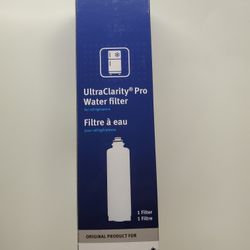 UltraClarity® Pro
Water filter
for refrigerators
Filtre à eau
pour réfrigérateurs
1 Filter
1 Filtre
ORIGINAL PRODUCT FOR